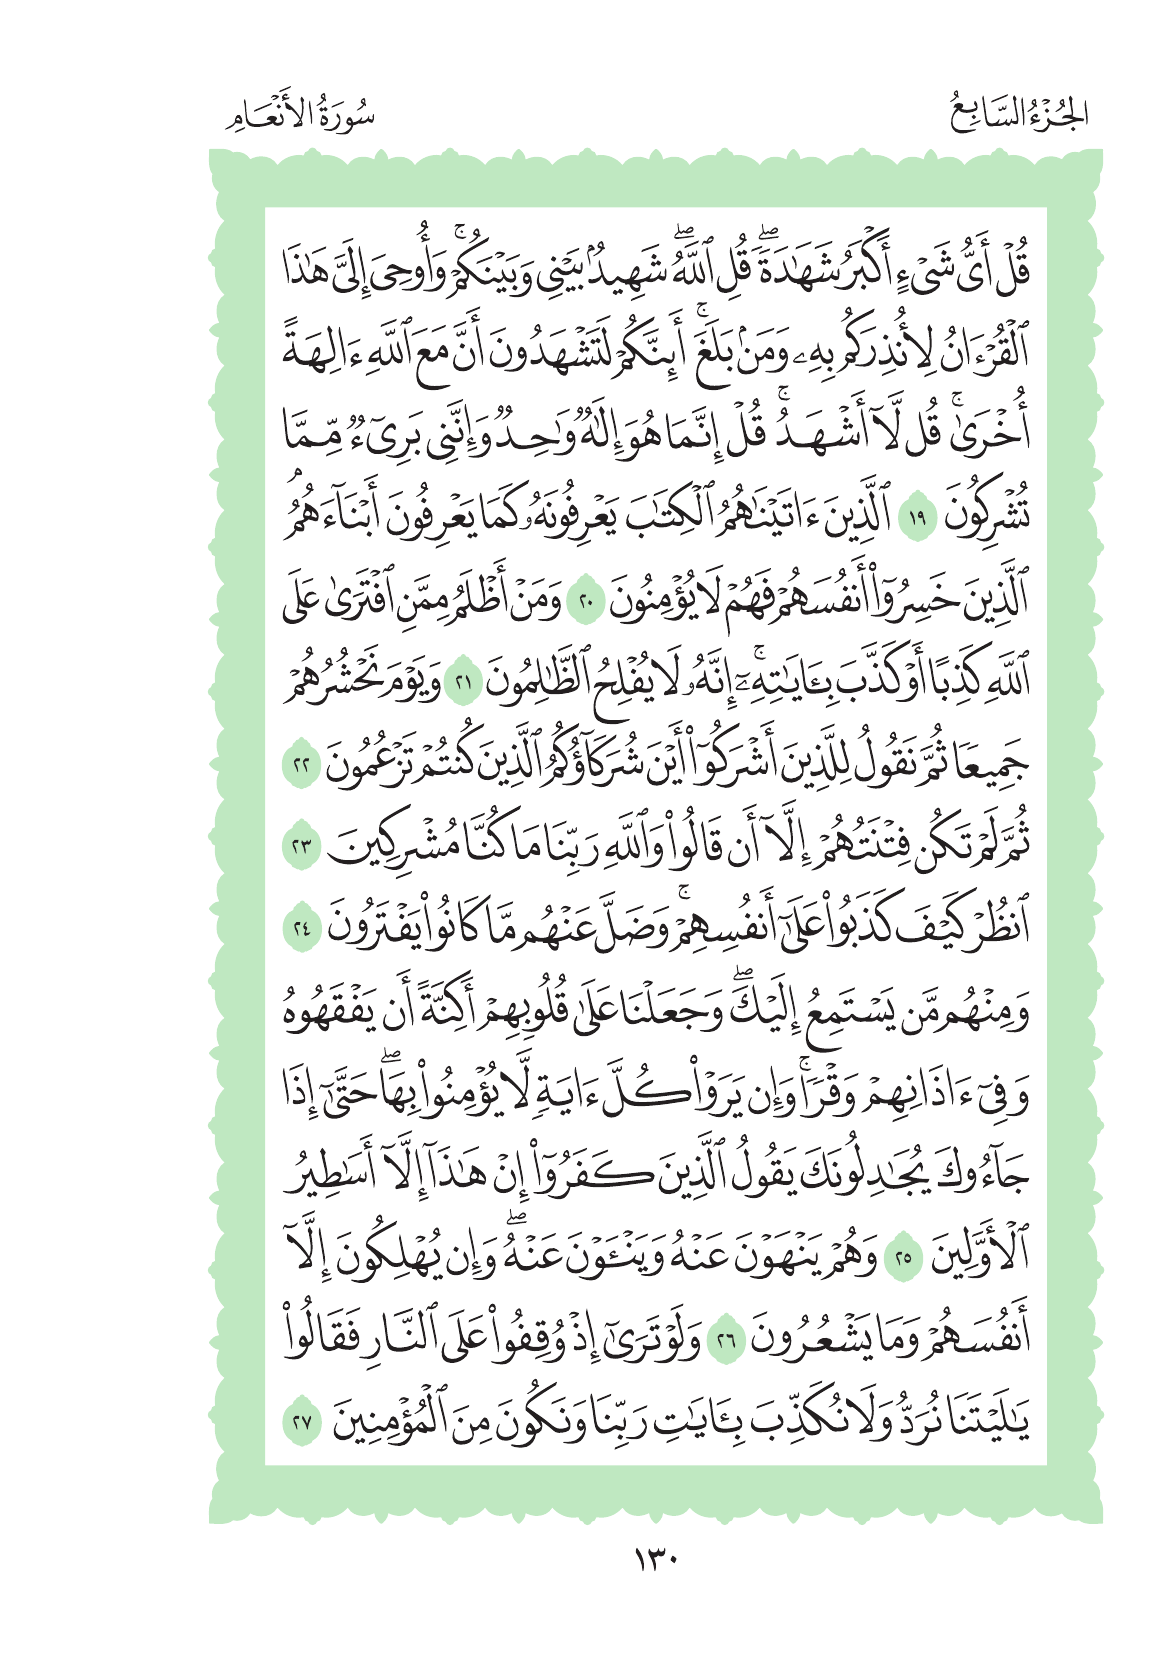 الجُزْءُ السَّابِعُ
سُورَةُ الأَنْعَامِ
قُلْ أَىُّ شَىْءٍ أَكْبَرُ شَهَٰدَةً ۖ قُلِ ٱللَّهُ ۖ شَهِيدٌۢ بَيْنِى وَبَيْنَكُمْ ۚ وَأُوحِىَ إِلَىَّ هَٰذَا
ٱلْقُرْءَانُ لِأُنذِرَكُم بِهِۦ وَمَنۢ بَلَغَ ۚ أَئِنَّكُمْ لَتَشْهَدُونَ أَنَّ مَعَ ٱللَّهِ ءَالِهَةً
أُخْرَىٰ ۚ قُل لَّآ أَشْهَدُ ۚ قُلْ إِنَّمَا هُوَ إِلَٰهٌ وَٰحِدٌ وَإِنَّنِى بَرِىٓءٌ مِّمَّا
تُشْرِكُونَ ١٩ ٱلَّذِينَ ءَاتَيْنَٰهُمُ ٱلْكِتَٰبَ يَعْرِفُونَهُۥ كَمَا يَعْرِفُونَ أَبْنَآءَهُمُ ۘ
ٱلَّذِينَ خَسِرُوٓا۟ أَنفُسَهُمْ فَهُمْ لَا يُؤْمِنُونَ ٢٠ وَمَنْ أَظْلَمُ مِمَّنِ ٱفْتَرَىٰ عَلَى
ٱللَّهِ كَذِبًا أَوْ كَذَّبَ بِـَٔايَٰتِهِۦٓ ۚ إِنَّهُۥ لَا يُفْلِحُ ٱلظَّٰلِمُونَ ٢١ وَيَوْمَ نَحْشُرُهُمْ
جَمِيعًا ثُمَّ نَقُولُ لِلَّذِينَ أَشْرَكُوٓا۟ أَيْنَ شُرَكَآؤُكُمُ ٱلَّذِينَ كُنتُمْ تَزْعُمُونَ ٢٢
ثُمَّ لَمْ تَكُن فِتْنَتُهُمْ إِلَّآ أَن قَالُوا۟ وَٱللَّهِ رَبِّنَا مَا كُنَّا مُشْرِكِينَ ٢٣
ٱنظُرْ كَيْفَ كَذَبُوا۟ عَلَىٰٓ أَنفُسِهِمْ ۚ وَضَلَّ عَنْهُم مَّا كَانُوا۟ يَفْتَرُونَ ٢٤
وَمِنْهُم مَّن يَسْتَمِعُ إِلَيْكَ ۖ وَجَعَلْنَا عَلَىٰ قُلُوبِهِمْ أَكِنَّةً أَن يَفْقَهُوهُ
وَفِىٓ ءَاذَانِهِمْ وَقْرًا ۚ وَإِن يَرَوْا۟ كُلَّ ءَايَةٍ لَّا يُؤْمِنُوا۟ بِهَا ۖ حَتَّىٰٓ إِذَا
جَآءُوكَ يُجَٰدِلُونَكَ يَقُولُ ٱلَّذِينَ كَفَرُوٓا۟ إِنْ هَٰذَآ إِلَّآ أَسَٰطِيرُ
ٱلْأَوَّلِينَ ٢٥ وَهُمْ يَنْهَوْنَ عَنْهُ وَيَنْـَٔوْنَ عَنْهُ ۖ وَإِن يُهْلِكُونَ إِلَّآ
أَنفُسَهُمْ وَمَا يَشْعُرُونَ ٢٦ وَلَوْ تَرَىٰٓ إِذْ وُقِفُوا۟ عَلَى ٱلنَّارِ فَقَالُوا۟
يَٰلَيْتَنَا نُرَدُّ وَلَا نُكَذِّبَ بِـَٔايَٰتِ رَبِّنَا وَنَكُونَ مِنَ ٱلْمُؤْمِنِينَ ٢٧
١٣٠